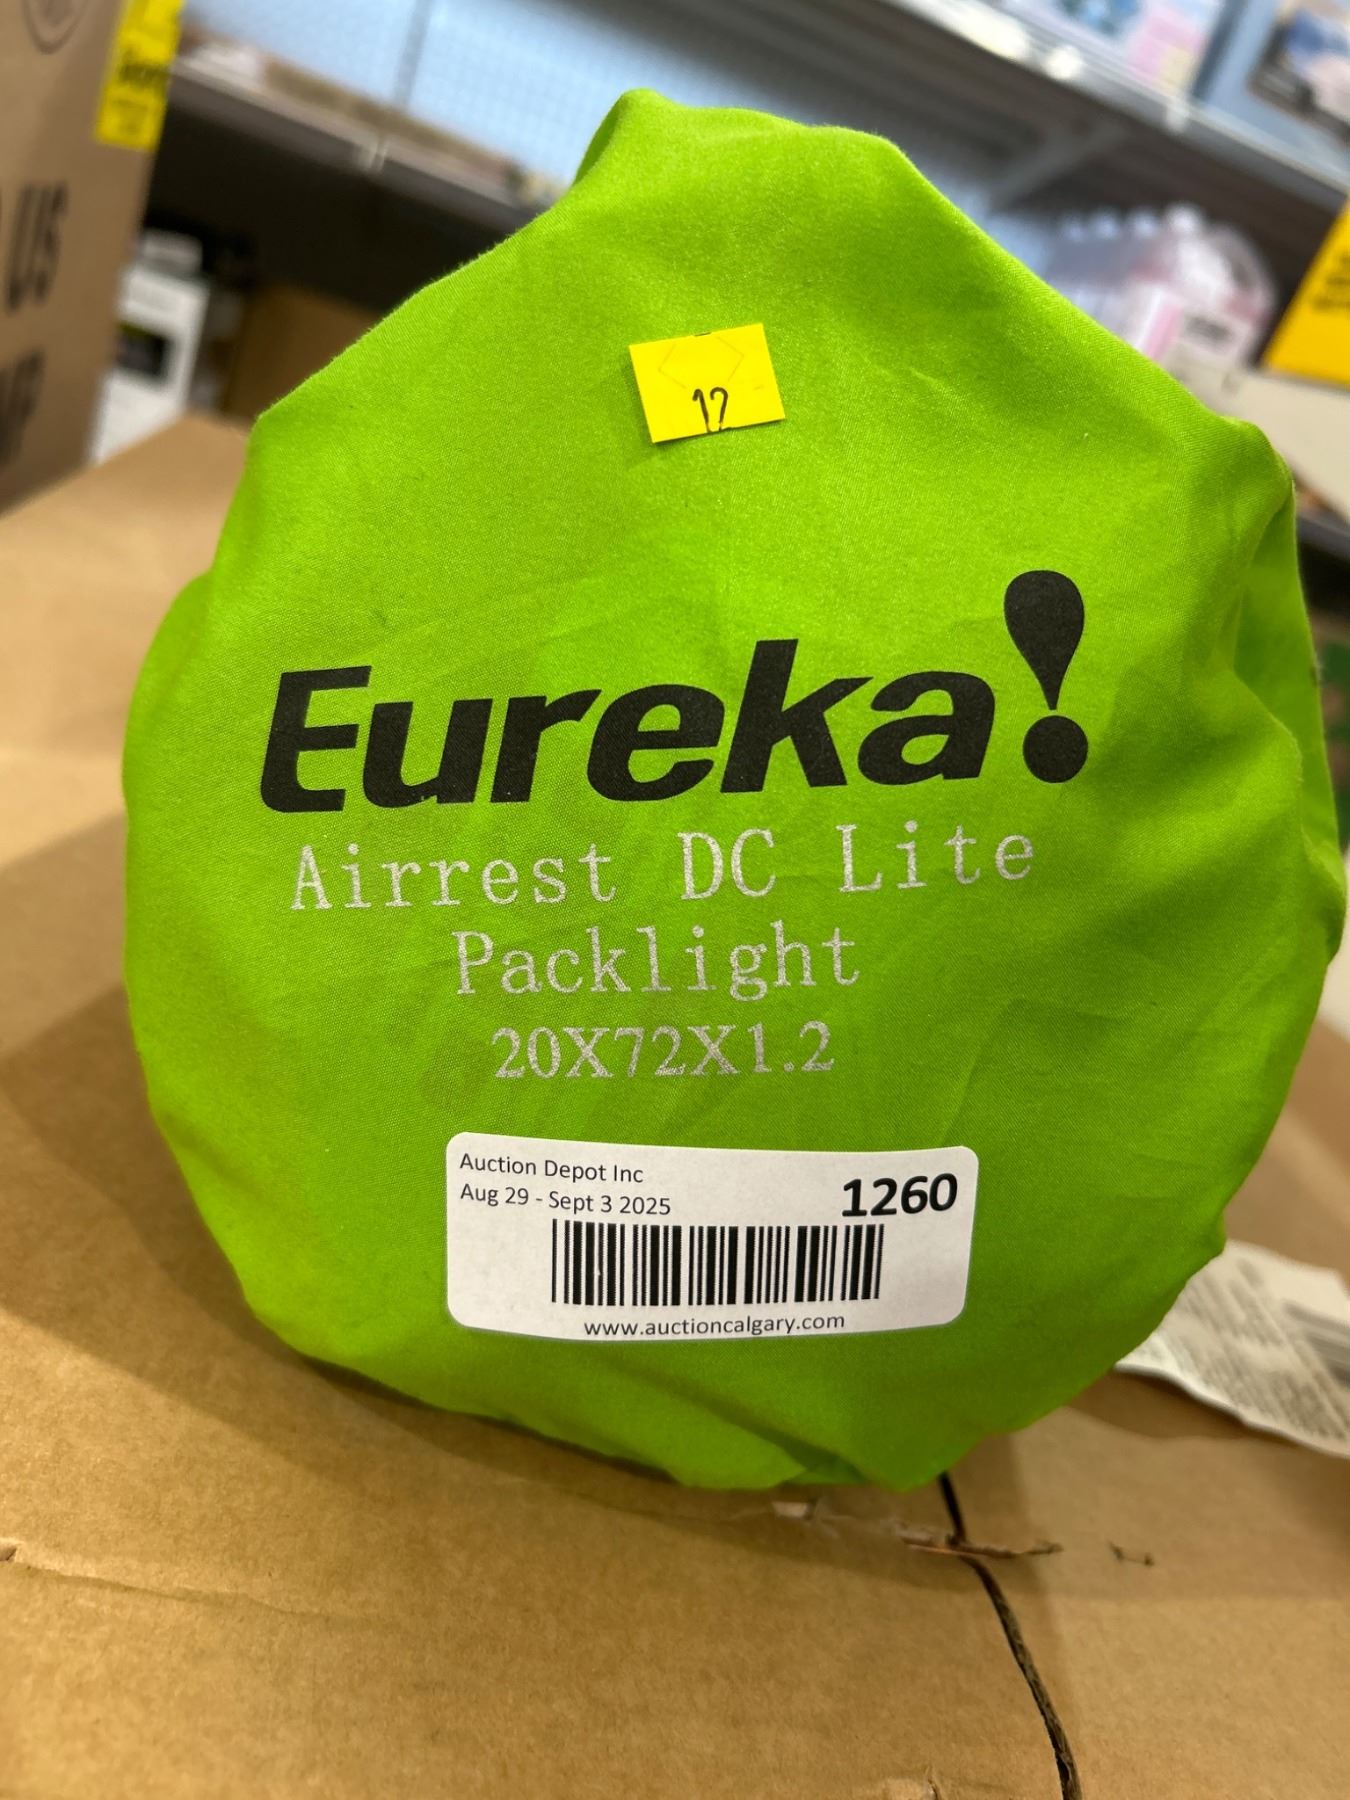 US
12
Eureka!
Airrest DC Lite
Packlight
20X72X1.2
Auction Depot Inc
Aug 29 - Sept 3 2025
1260
www.auctioncalgary.com